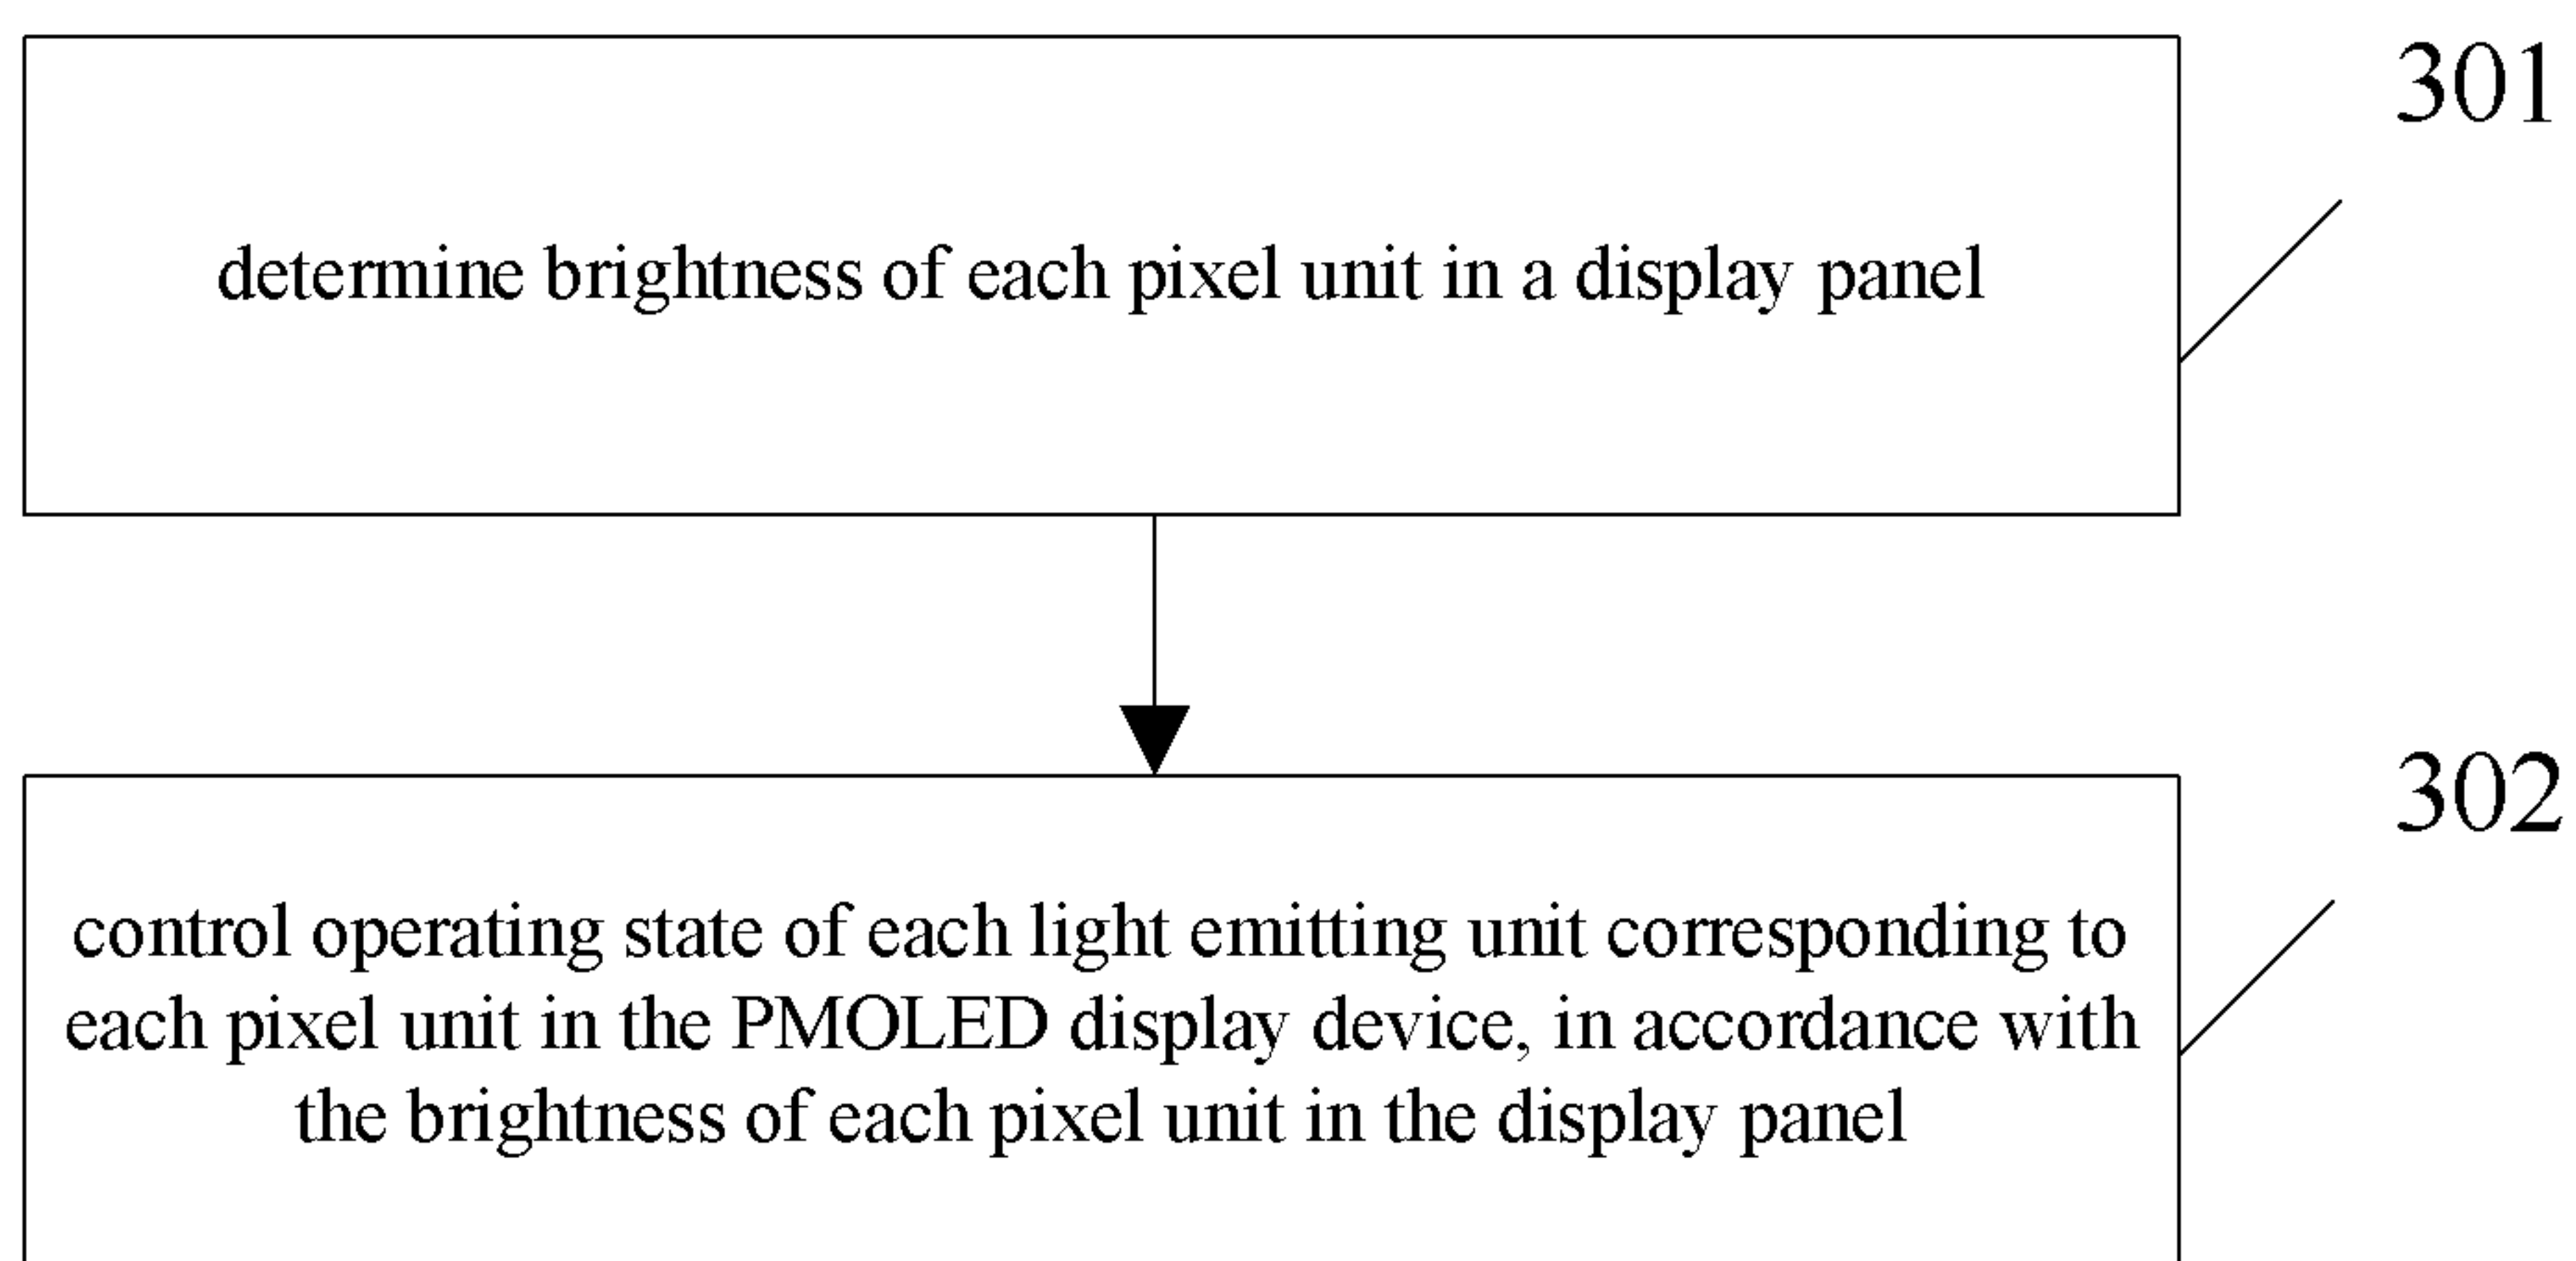 301
determine brightness of each pixel unit in a display panel
302
control operating state of each light emitting unit corresponding to
each pixel unit in the PMOLED display device, in accordance with
the brightness of each pixel unit in the display panel